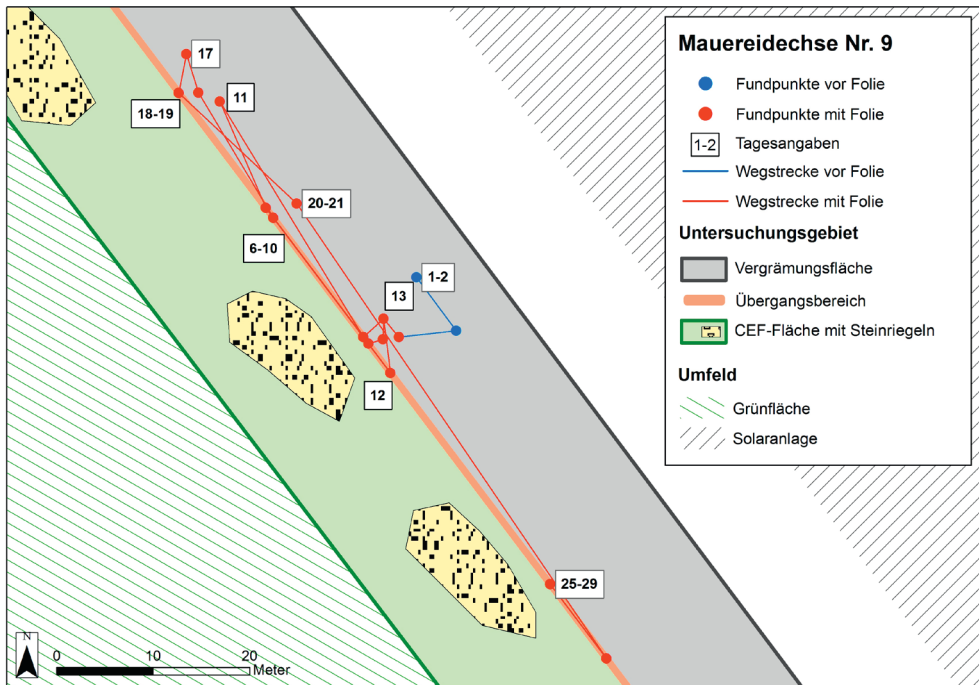 17
11
18-19
20-21
6-10
1-2
13
12
25-29
N
0
10
20
Meter
Mauereidechse Nr. 9
Fundpunkte vor Folie
Fundpunkte mit Folie
1-2
Tagesangaben
Wegstrecke vor Folie
Wegstrecke mit Folie
Untersuchungsgebiet
Vergrämungsfläche
Übergangsbereich
CEF-Fläche mit Steinriegeln
Umfeld
Grünfläche
Solaranlage